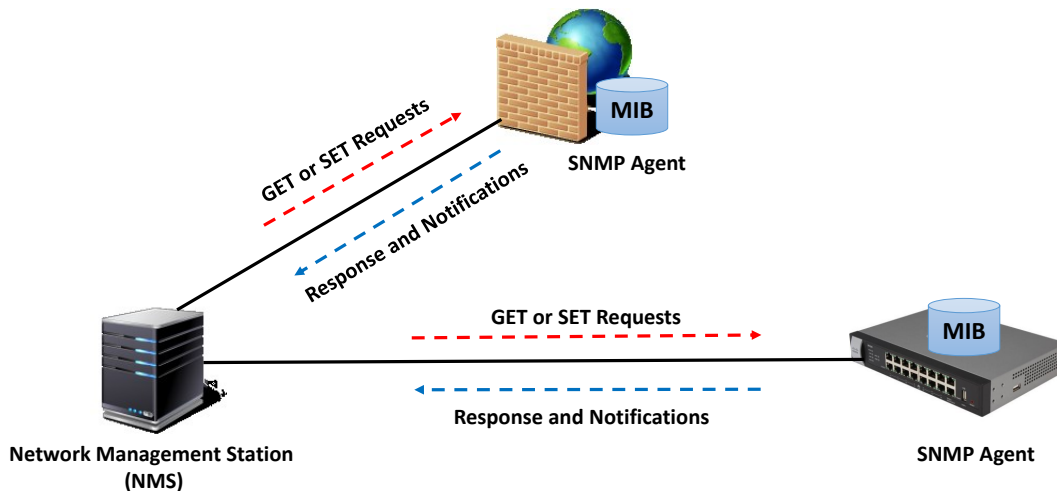 MIB
SNMP Agent
GET or SET Requests
Response and Notifications
GET or SET Requests
MIB
Response and Notifications
Network Management Station
(NMS)
SNMP Agent